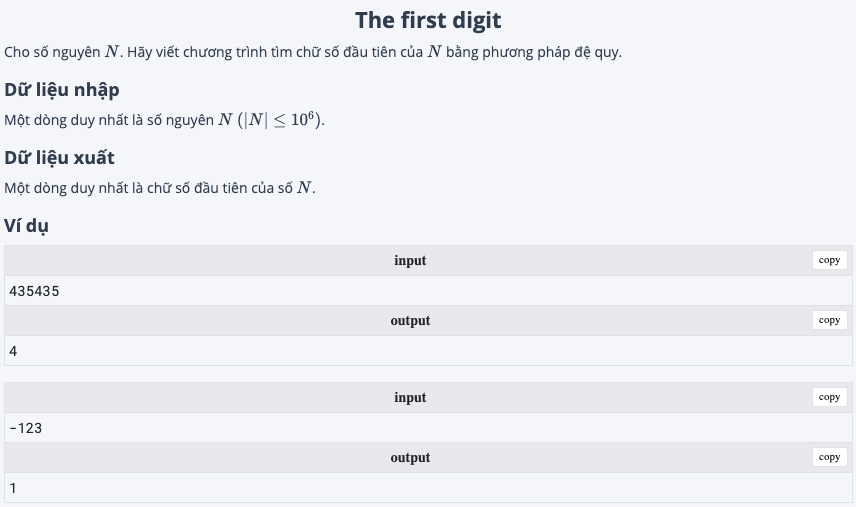 The first digit
Cho số nguyên N. Hãy viết chương trình tìm chữ số đầu tiên của N bằng phương pháp đệ quy.
Dữ liệu nhập
Một dòng duy nhất là số nguyên N (|N| ≤ 10⁶).
Dữ liệu xuất
Một dòng duy nhất là chữ số đầu tiên của số N.
Ví dụ
input copy
435435
output copy
4
input copy
-123
output copy
1